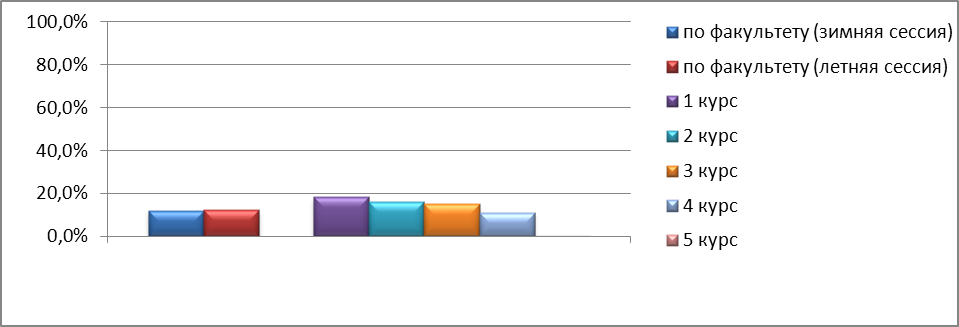 100,0%
80,0%
60,0%
40,0%
20,0%
0,0%
по факультету (зимняя сессия)
по факультету (летняя сессия)
1 курс
2 курс
3 курс
4 курс
5 курс